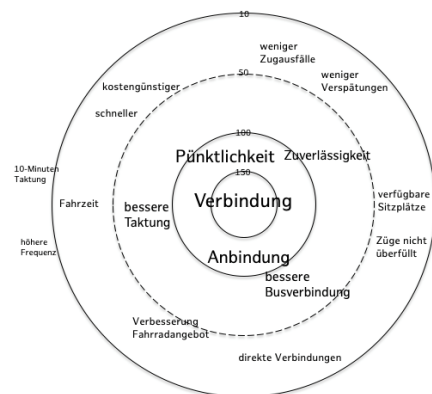 10
weniger
Zugausfälle
50
weniger
Verspätungen
kostengünstiger
schneller
100
Pünktlichkeit
Zuverlässigkeit
150
10-Minuten
Taktung
Fahrzeit
bessere
Taktung
Verbindung
verfügbare
Sitzplätze
höhere
Frequenz
Züge nicht
überfüllt
Anbindung
bessere
Busverbindung
Verbesserung
Fahrradangebot
direkte Verbindungen